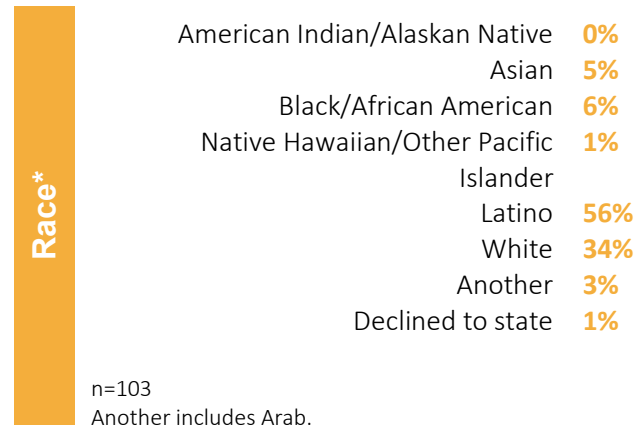 Race*
American Indian/Alaskan Native 0%
Asian 5%
Black/African American 6%
Native Hawaiian/Other Pacific 1%
Islander
Latino 56%
White 34%
Another 3%
Declined to state 1%
n=103
Another includes Arab.